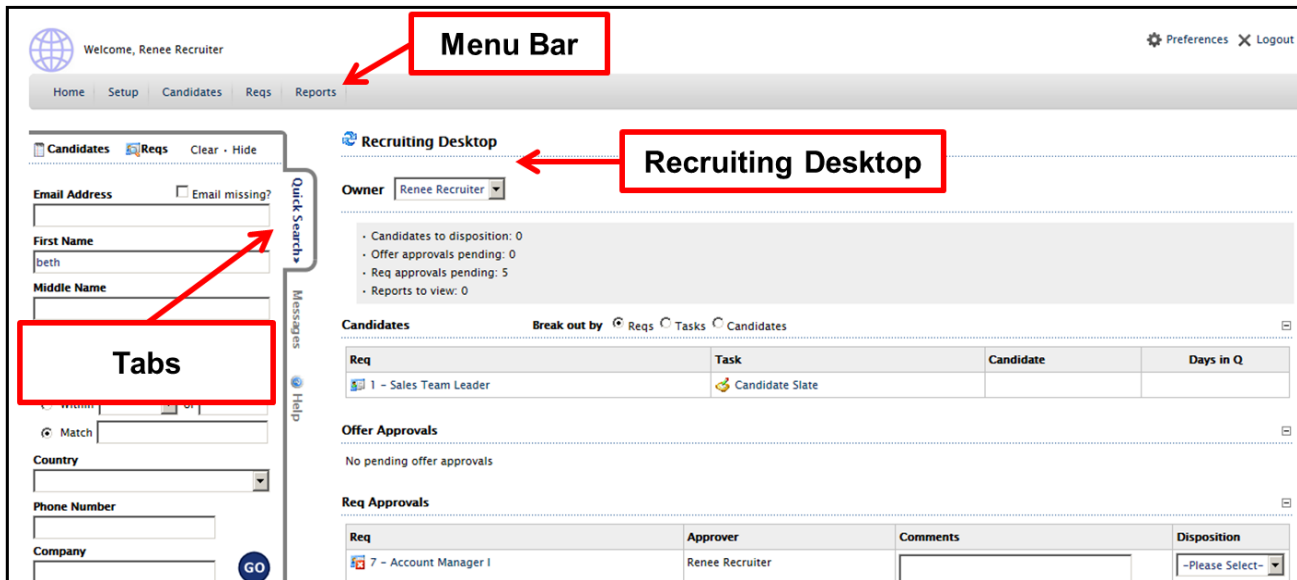 Welcome, Renee Recruiter
Menu Bar
Preferences Logout
Home Setup Candidates Reqs Reports
Candidates Reqs Clear · Hide
Email Address Email missing?
First Name
beth
Middle Name
Tabs
Match
Country
Phone Number
Company
GO
Quick Search»
Messages
Help
Recruiting Desktop
Recruiting Desktop
Owner Renee Recruiter
· Candidates to disposition: 0
· Offer approvals pending: 0
· Req approvals pending: 5
· Reports to view: 0
Candidates Break out by Reqs Tasks Candidates
Req Task Candidate Days in Q
1 - Sales Team Leader Candidate Slate
Offer Approvals
No pending offer approvals
Req Approvals
Req Approver Comments Disposition
7 - Account Manager I Renee Recruiter -Please Select-